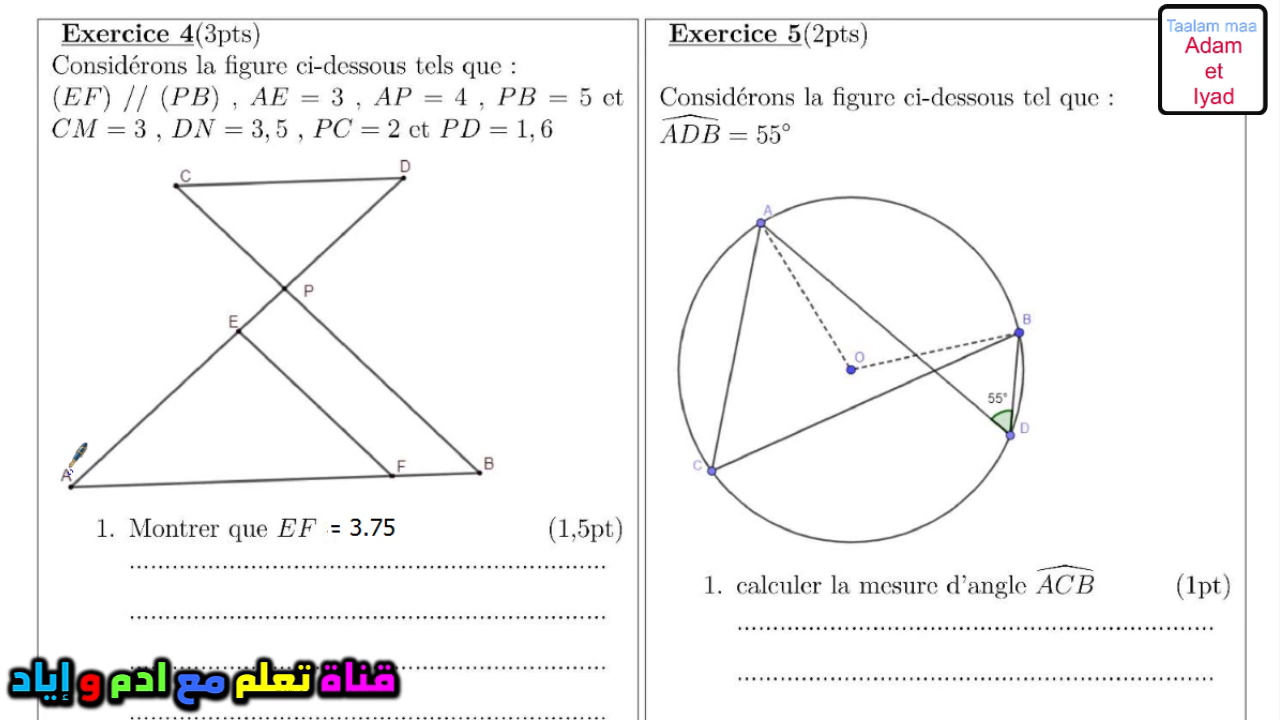 Exercice 4(3pts)
Considérons la figure ci-dessous tels que :
(EF) // (PB) , AE = 3 , AP = 4 , PB = 5 et
CM = 3 , DN = 3, 5 , PC = 2 et PD = 1, 6
C
D
P
E
A
F
B
1. Montrer que EF = 3.75 (1,5pt)
Exercice 5(2pts)
Considérons la figure ci-dessous tel que :
ADB = 55°
A
B
O
55°
D
C
1. calculer la mesure d'angle ACB (1pt)
Taalam maa
Adam
et
Iyad
قناة تعلم مع ادم و إياد